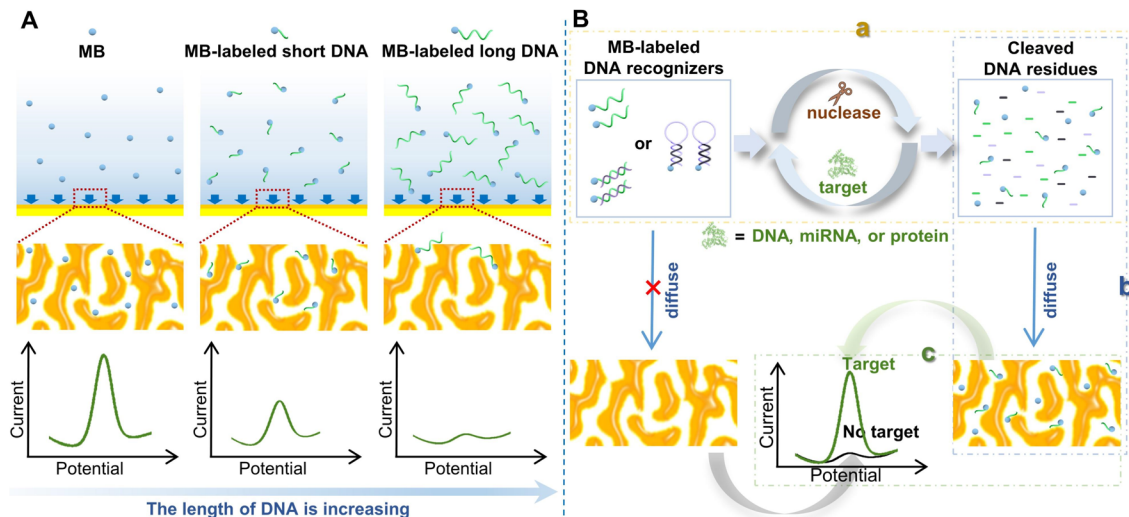 A
MB
MB-labeled short DNA
MB-labeled long DNA
Current
Potential
Current
Potential
Current
Potential
The length of DNA is increasing
B
a
MB-labeled
DNA recognizers
or
nuclease
target
Cleaved
DNA residues
= DNA, miRNA, or protein
diffuse
diffuse
b
c
Target
No target
Current
Potential